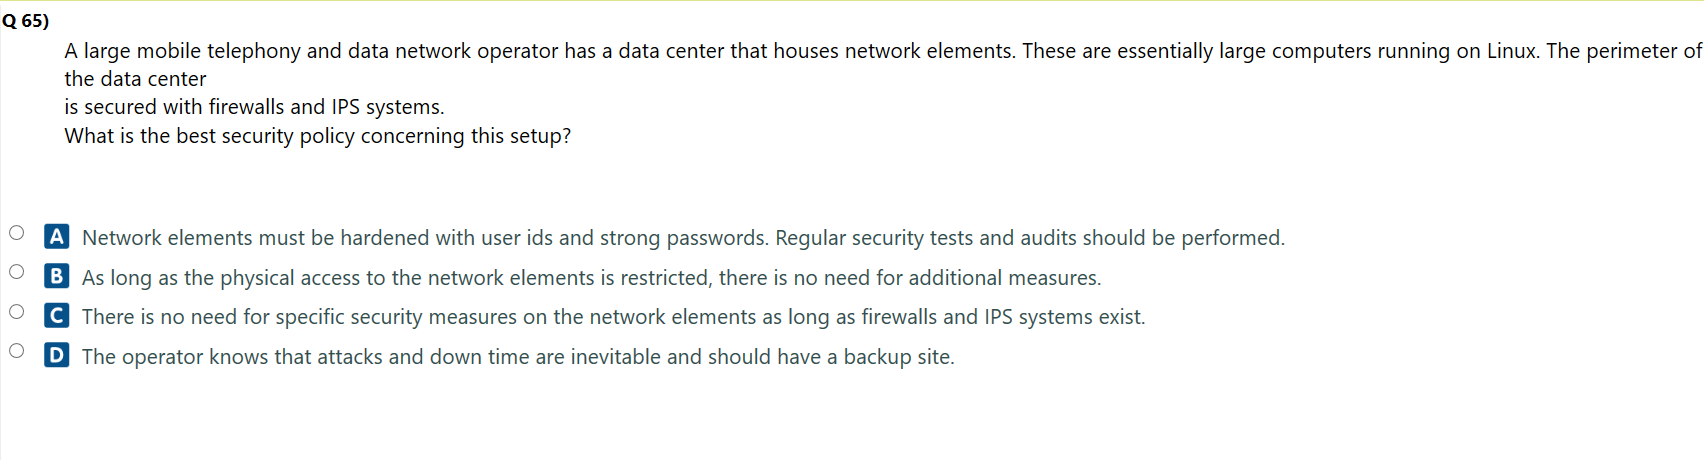 Q 65)
A large mobile telephony and data network operator has a data center that houses network elements. These are essentially large computers running on Linux. The perimeter of
the data center
is secured with firewalls and IPS systems.
What is the best security policy concerning this setup?
A Network elements must be hardened with user ids and strong passwords. Regular security tests and audits should be performed.
B As long as the physical access to the network elements is restricted, there is no need for additional measures.
C There is no need for specific security measures on the network elements as long as firewalls and IPS systems exist.
D The operator knows that attacks and down time are inevitable and should have a backup site.